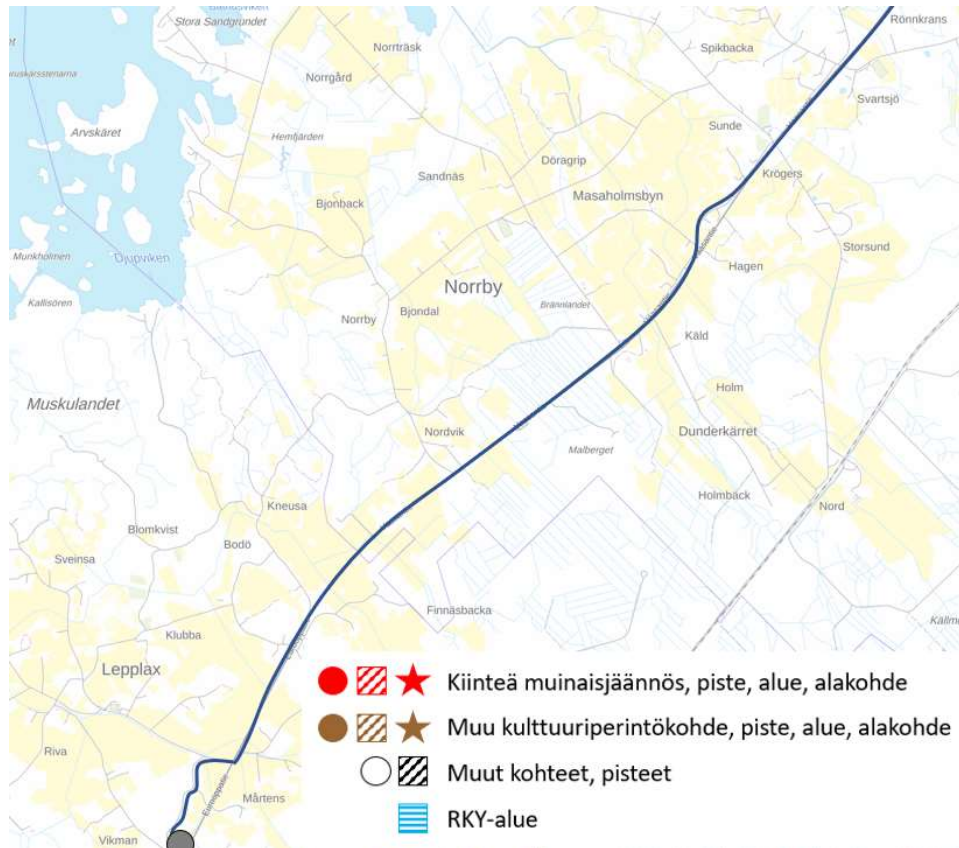 Stora Sandgrundet
Rönnkrans
Norrträsk
Spikbacka
Norrgård
Svartsjö
Arvskäret
Hemfjärden
Sunde
Döragrip
Krögers
Sandnäs
Masaholmsbyn
Bjonback
Munkholmen
Djupviken
Storsund
Hagen
Norrby
Kallisören
Brännlandet
Norrby
Bjondal
Käld
Holm
Muskulandet
Nordvik
Dunderkärret
Malberget
Kneusa
Holmbäck
Nord
Blomkvist
Bodö
Sveinsa
Finnäsbacka
Klubba
Lepplax
Kiinteä muinaisjäännös, piste, alue, alakohde
Muu kulttuuriperintökohde, piste, alue, alakohde
Riva
Muut kohteet, pisteet
Mårtens
RKY-alue
Vikman